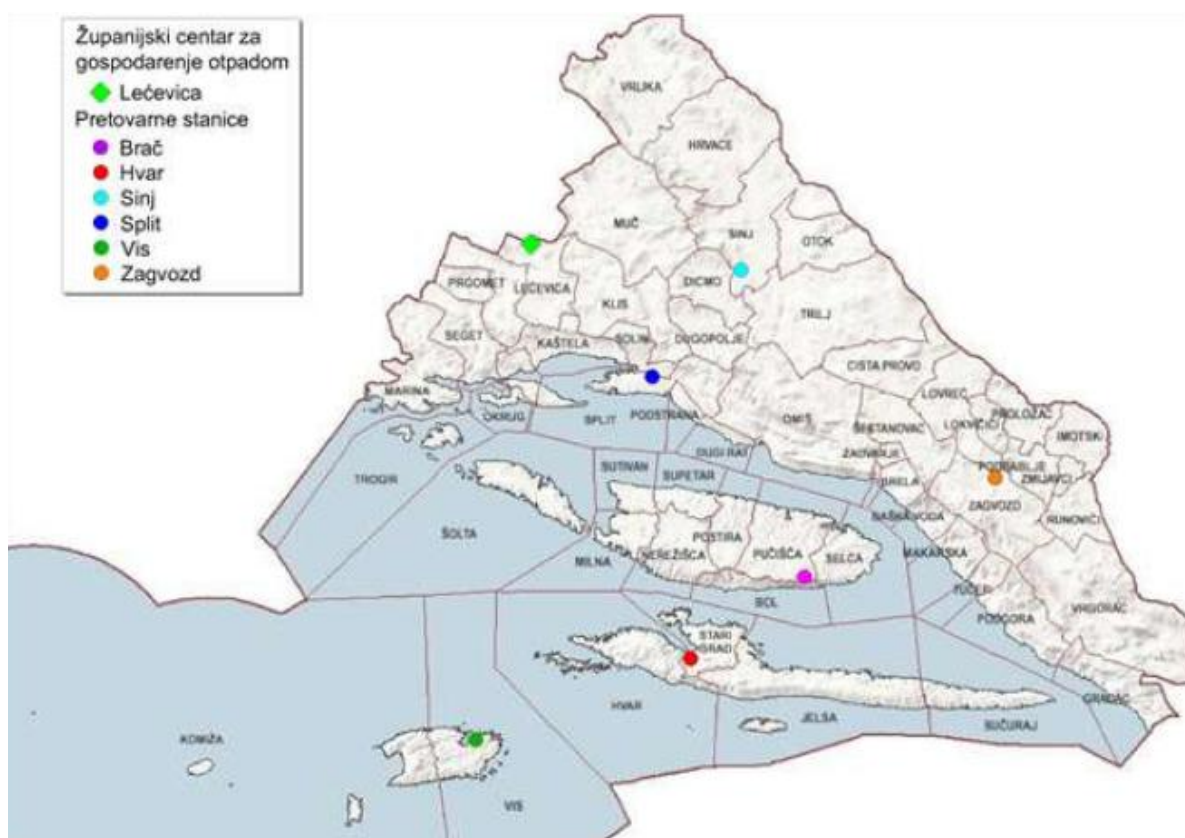 Županijski centar za
gospodarenje otpadom
Lećevica
Pretovarne stanice
Brač
Hvar
Sinj
Split
Vis
Zagvozd
VRLIKA
HRVACE
MUČ
SINJ
OTOK
PRGOMET
LEĆEVICA
KLIS
DICMO
TRILJ
SEGET
KAŠTELA
SOLIN
DUGOPOLJE
CISTA PROVO
MARINA
OKRUG
SPLIT
PODSTRANA
OMIŠ
ŠESTANOVAC
LOVREĆ
LOKVIČIĆI
PROLOŽAC
IMOTSKI
DUGI RAT
ZADVARJE
PODBABLJE
ZMIJAVCI
TROGIR
SUTIVAN
SUPETAR
BRELA
ZAGVOZD
RUNOVIĆI
ŠOLTA
BAŠKA VODA
POSTIRA
MILNA
NEREŽIŠĆA
PUČIŠĆA
SELCA
MAKARSKA
BOL
TUČEPI
PODGORA
VRGORAC
STARI
GRAD
HVAR
JELSA
SUĆURAJ
GRADAC
KOMIŽA
VIS